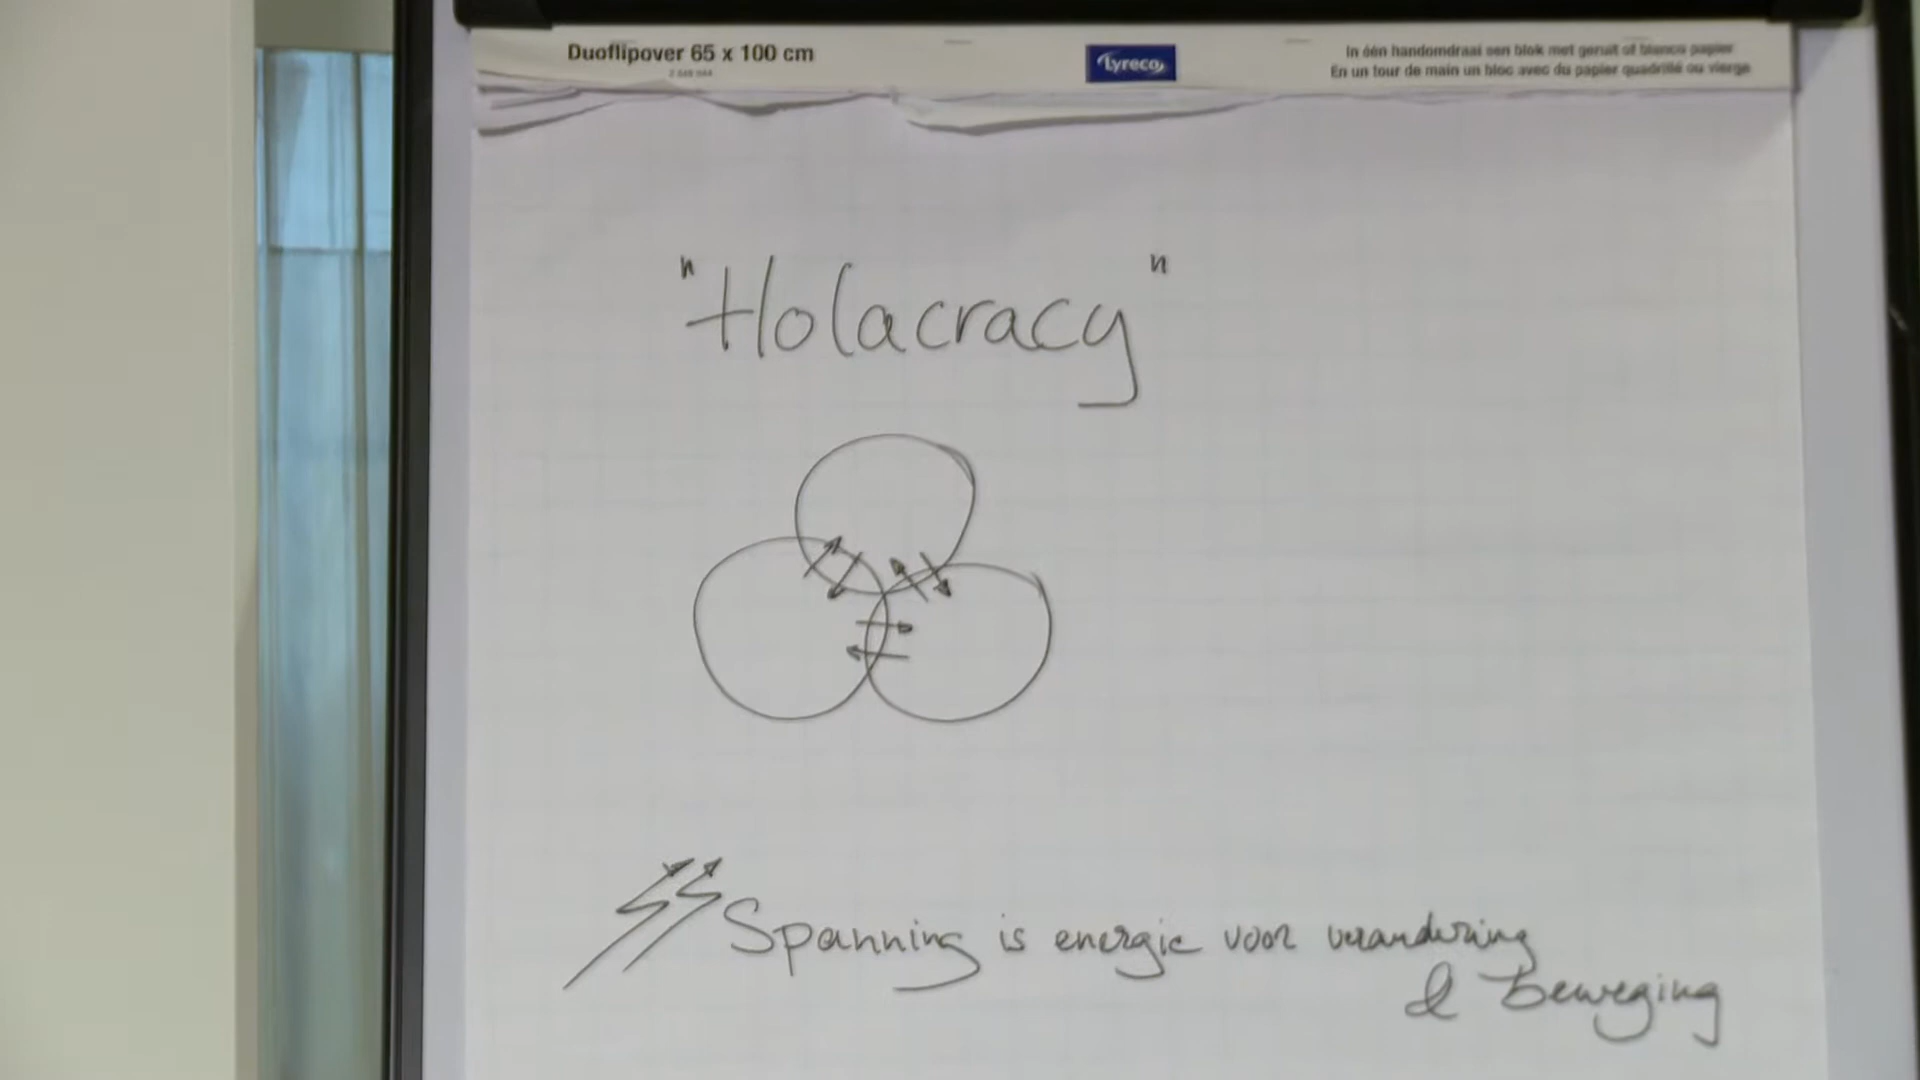 Duoflipover 65 x 100 cm
Lyreco
In één handomdraai een blok met geruit of blanco papier
En un tour de main un bloc avec du papier quadrillé ou vierge
"Holacracy"
Spanning is energie voor verandering
& beweging